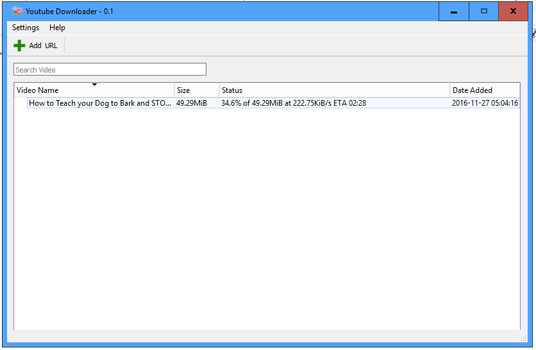 Youtube Downloader - 0.1
Settings Help
Add URL
Search Video
Video Name Size Status Date Added
How to Teach your Dog to Bark and STO... 49.29MiB 34.6% of 49.29MiB at 222.75KiB/s ETA 02:28 2016-11-27 05:04:16